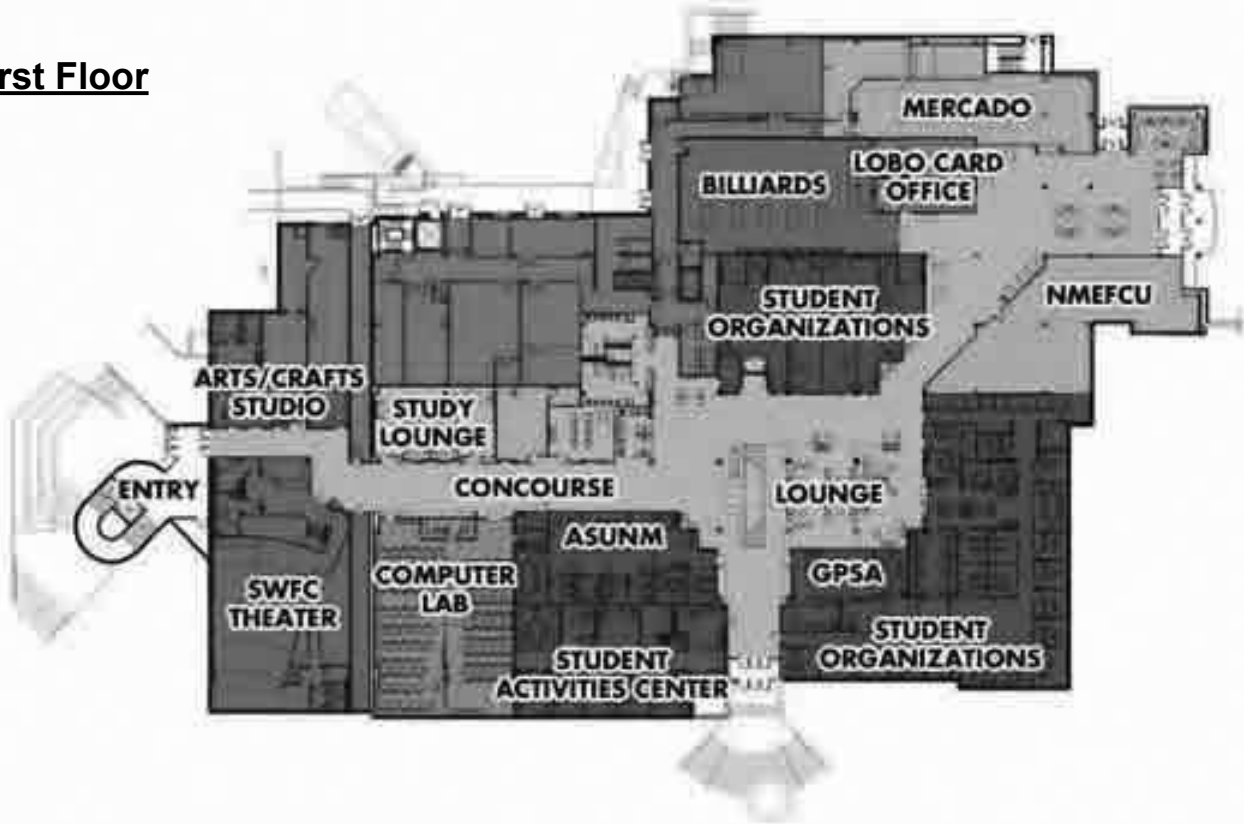 rst Floor
MERCADO
LOBO CARD
OFFICE
BILLIARDS
NMEFCU
STUDENT
ORGANIZATIONS
ARTS/CRAFTS
STUDIO
STUDY
LOUNGE
ENTRY
CONCOURSE
LOUNGE
ASUNM
COMPUTER
LAB
GPSA
SWFC
THEATER
STUDENT
ORGANIZATIONS
STUDENT
ACTIVITIES CENTER